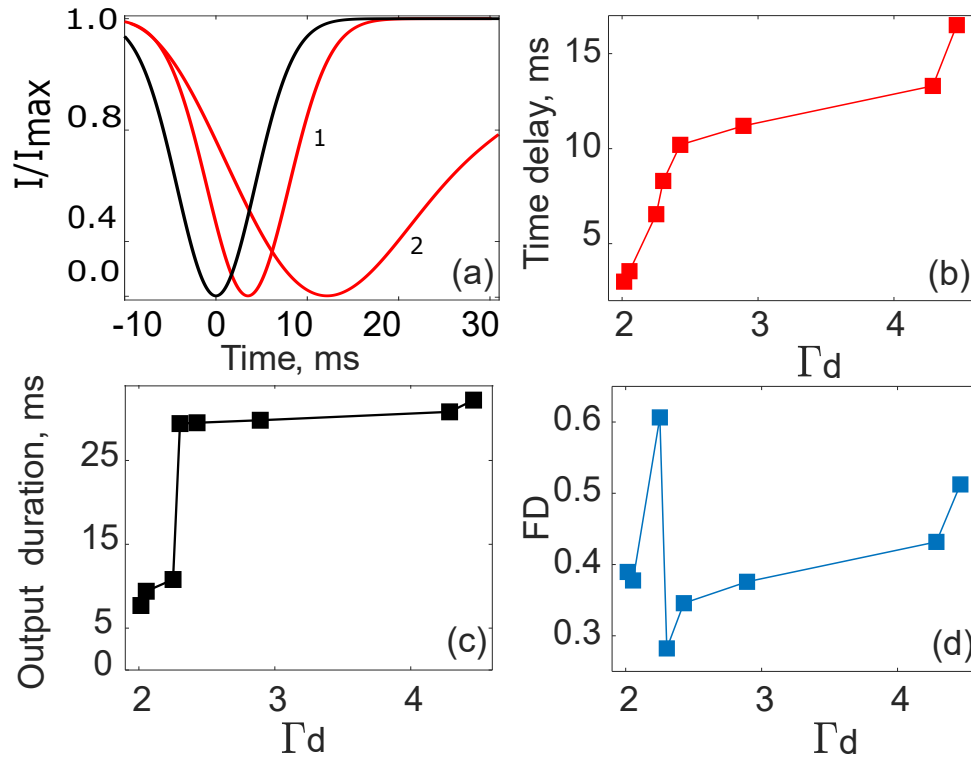 1.0
0.8
0.4
0.0
I/Imax
1
2
(a)
-10 0 10 20 30
Time, ms
15
10
5
Time delay, ms
(b)
2 3 4
Γd
25
15
5
0
Output duration, ms
(c)
2 3 4
Γd
0.6
0.5
0.4
0.3
FD
(d)
2 3 4
Γd